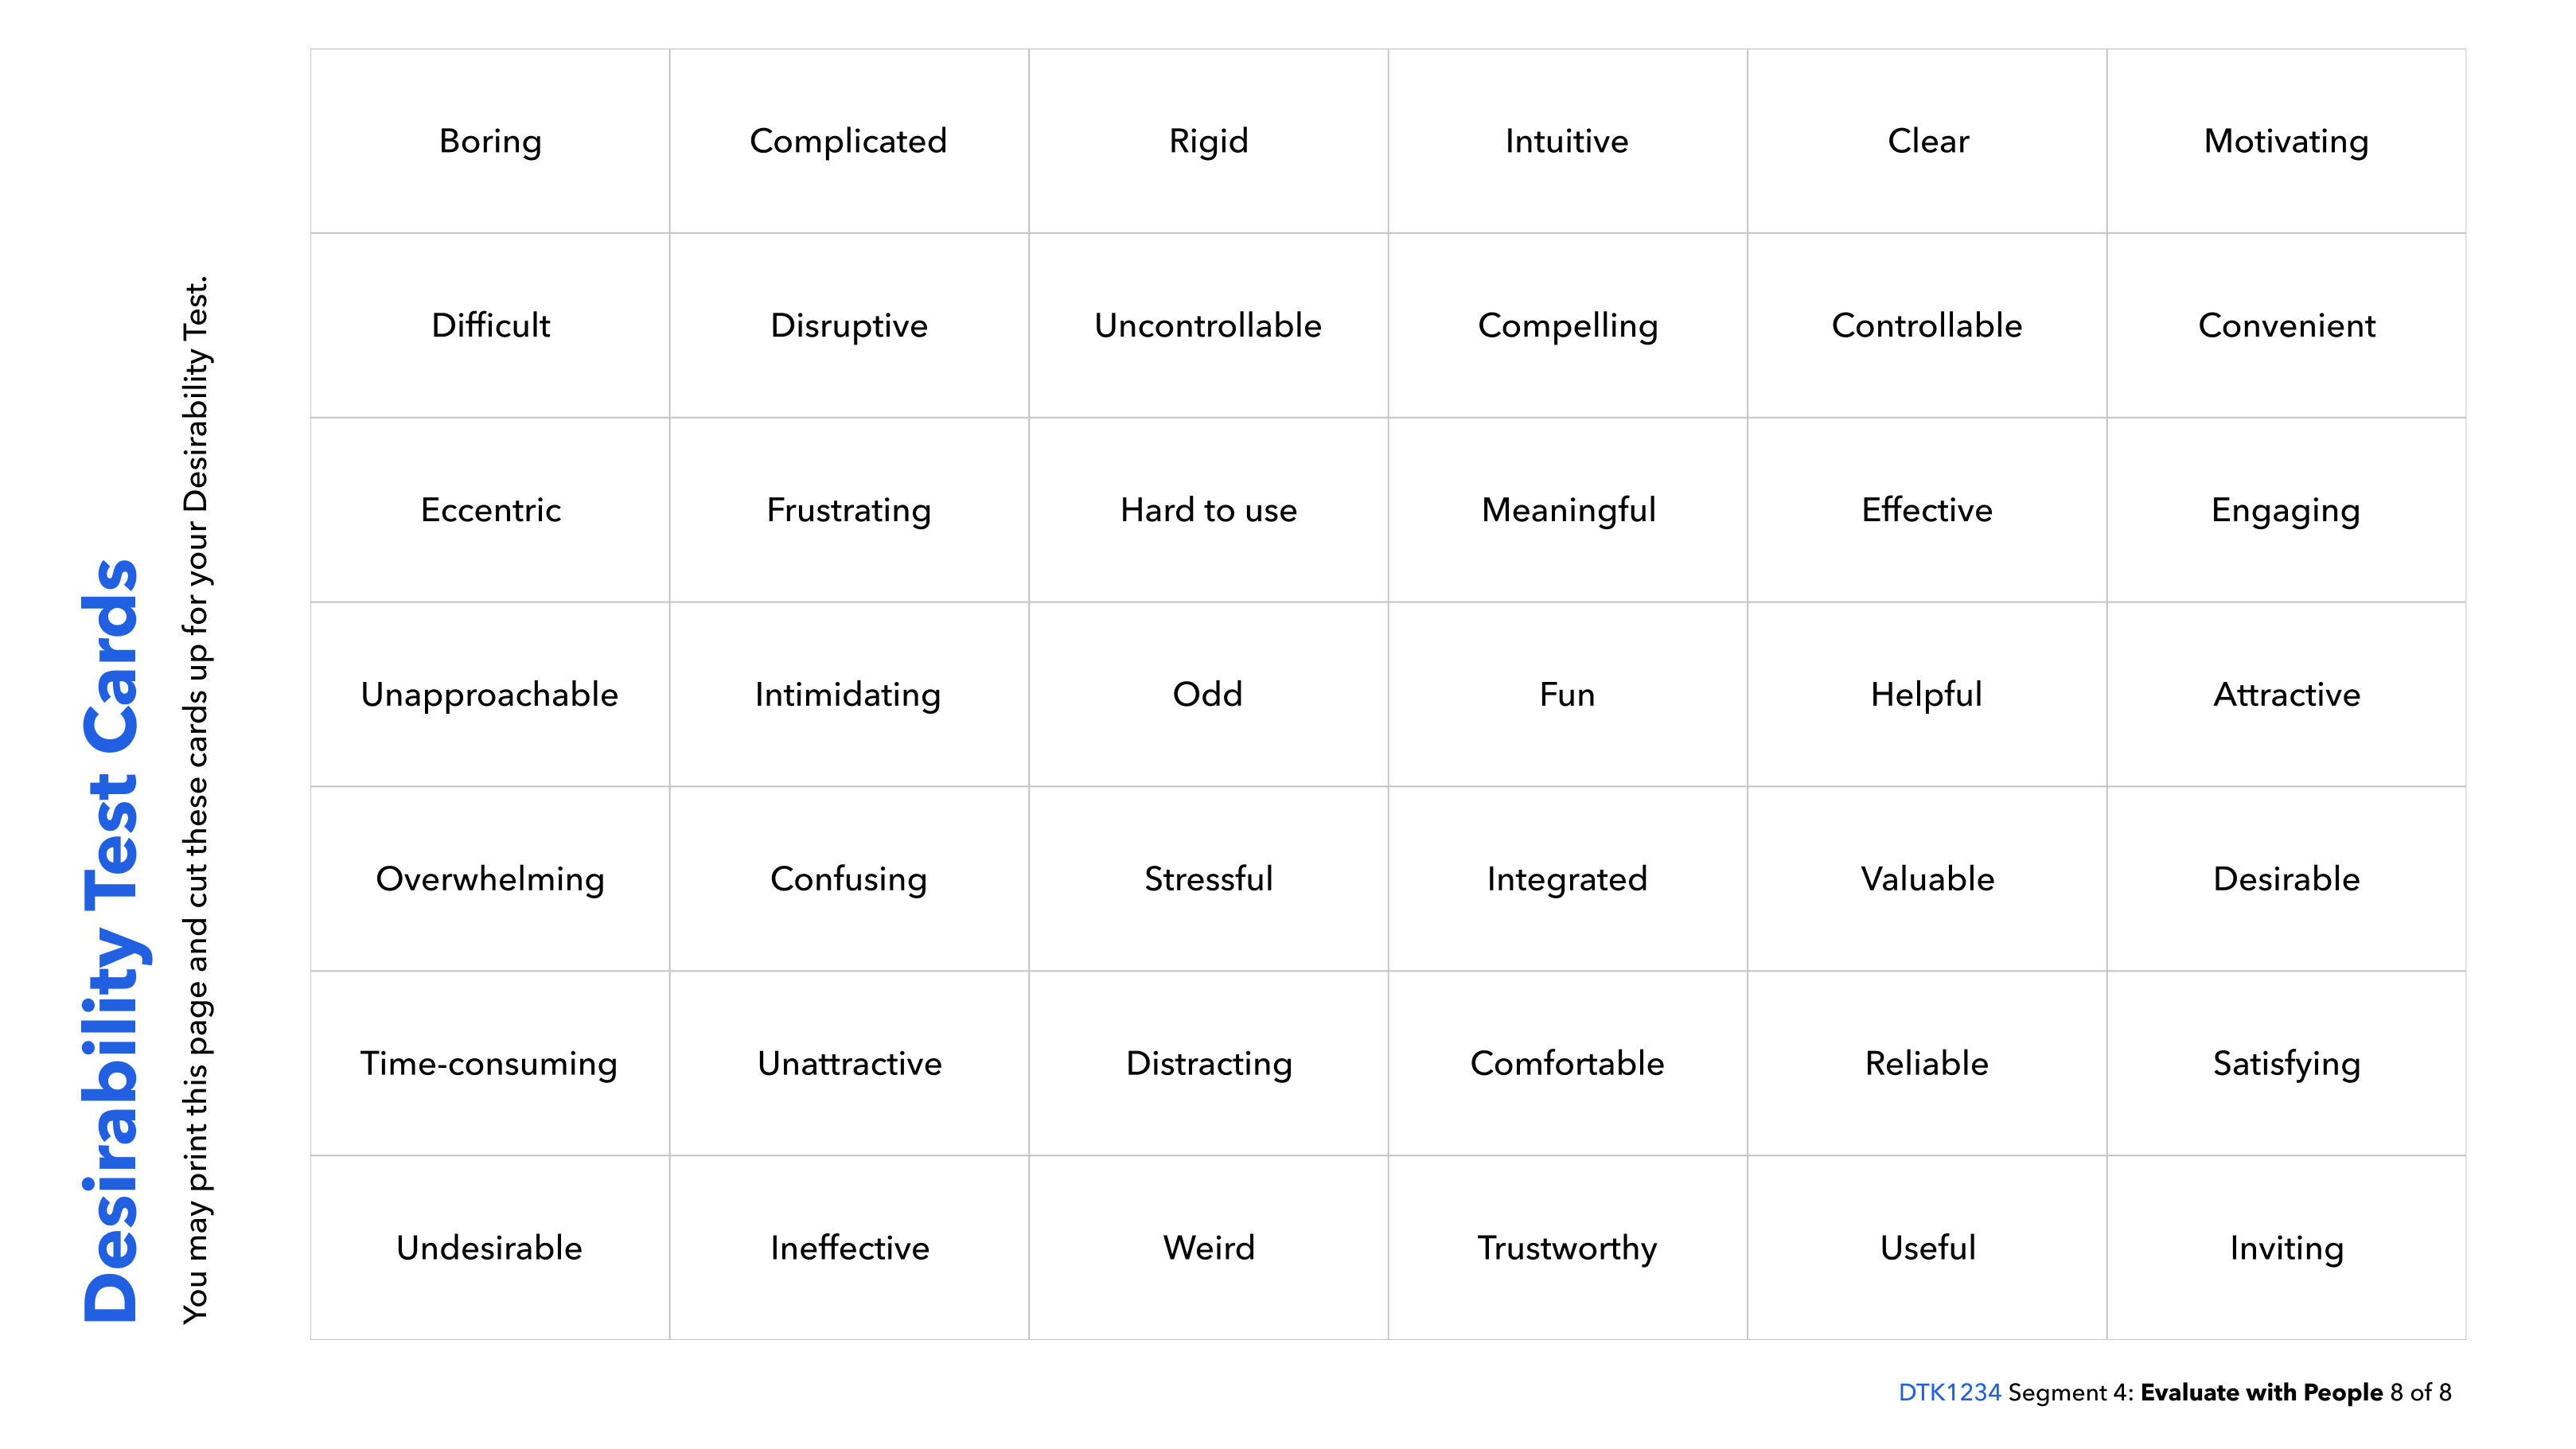 Desirability Test Cards
You may print this page and cut these cards up for your Desirability Test.
Boring Complicated Rigid Intuitive Clear Motivating
Difficult Disruptive Uncontrollable Compelling Controllable Convenient
Eccentric Frustrating Hard to use Meaningful Effective Engaging
Unapproachable Intimidating Odd Fun Helpful Attractive
Overwhelming Confusing Stressful Integrated Valuable Desirable
Time-consuming Unattractive Distracting Comfortable Reliable Satisfying
Undesirable Ineffective Weird Trustworthy Useful Inviting
DTK1234 Segment 4: Evaluate with People 8 of 8